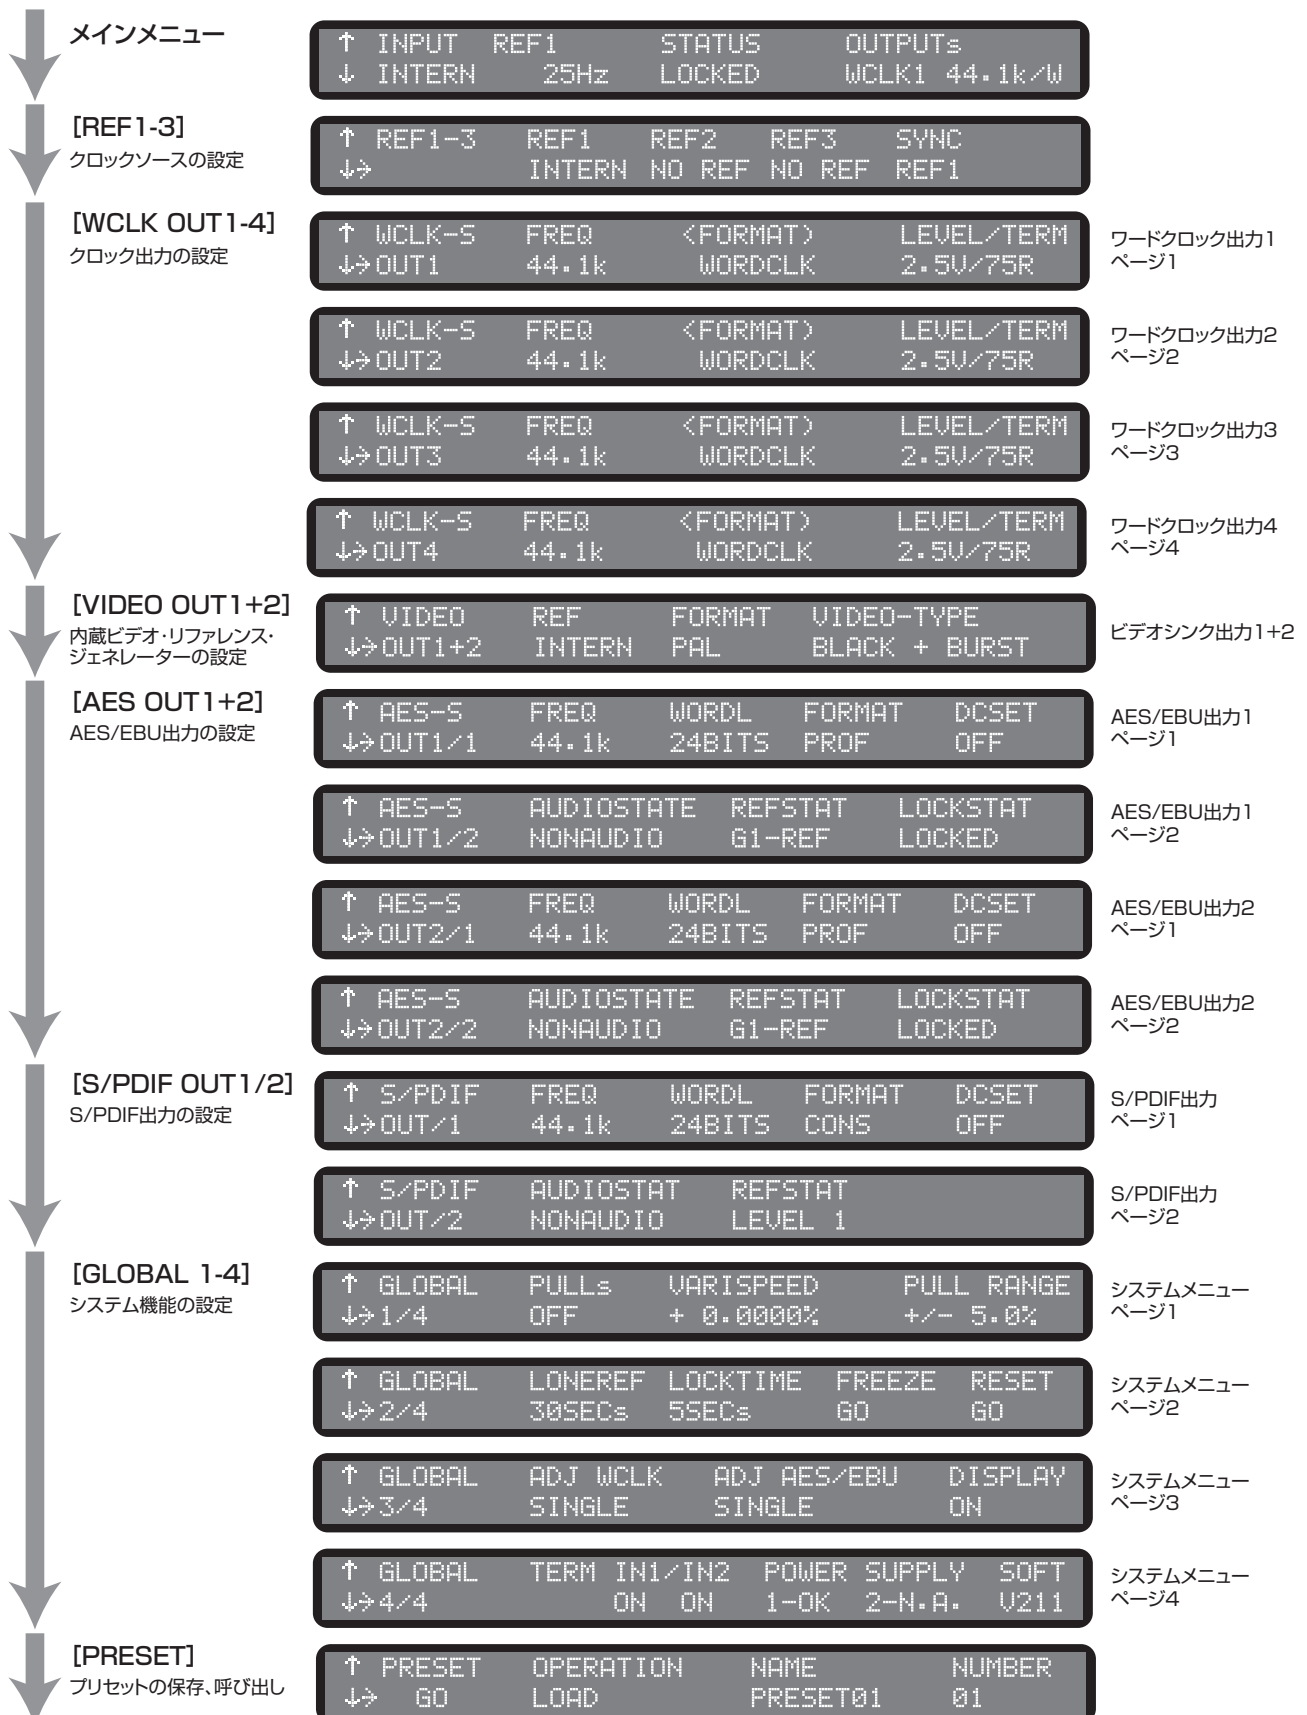 メインメニュー
↑ INPUT REF1 STATUS OUTPUTs
↓ INTERN 25Hz LOCKED WCLK1 44.1k/W
[REF1-3]
クロックソースの設定
↑ REF1-3 REF1 REF2 REF3 SYNC
↓→ INTERN NO REF NO REF REF1
[WCLK OUT1-4]
クロック出力の設定
↑ WCLK-S FREQ <FORMAT> LEVEL/TERM
↓→OUT1 44.1k WORDCLK 2.5V/75R
ワードクロック出力1
ページ1
↑ WCLK-S FREQ <FORMAT> LEVEL/TERM
↓→OUT2 44.1k WORDCLK 2.5V/75R
ワードクロック出力2
ページ2
↑ WCLK-S FREQ <FORMAT> LEVEL/TERM
↓→OUT3 44.1k WORDCLK 2.5V/75R
ワードクロック出力3
ページ3
↑ WCLK-S FREQ <FORMAT> LEVEL/TERM
↓→OUT4 44.1k WORDCLK 2.5V/75R
ワードクロック出力4
ページ4
[VIDEO OUT1+2]
内蔵ビデオ・リファレンス・
ジェネレーターの設定
↑ VIDEO REF FORMAT VIDEO-TYPE
↓→OUT1+2 INTERN PAL BLACK + BURST
ビデオシンク出力1+2
[AES OUT1+2]
AES/EBU出力の設定
↑ AES-S FREQ WORDL FORMAT DCSET
↓→OUT1/1 44.1k 24BITS PROF OFF
AES/EBU出力1
ページ1
↑ AES-S AUDIOSTATE REFSTAT LOCKSTAT
↓→OUT1/2 NONAUDIO G1-REF LOCKED
AES/EBU出力1
ページ2
↑ AES-S FREQ WORDL FORMAT DCSET
↓→OUT2/1 44.1k 24BITS PROF OFF
AES/EBU出力2
ページ1
↑ AES-S AUDIOSTATE REFSTAT LOCKSTAT
↓→OUT2/2 NONAUDIO G1-REF LOCKED
AES/EBU出力2
ページ2
[S/PDIF OUT1/2]
S/PDIF出力の設定
↑ S/PDIF FREQ WORDL FORMAT DCSET
↓→OUT/1 44.1k 24BITS CONS OFF
S/PDIF出力
ページ1
↑ S/PDIF AUDIOSTAT REFSTAT
↓→OUT/2 NONAUDIO LEVEL 1
S/PDIF出力
ページ2
[GLOBAL 1-4]
システム機能の設定
↑ GLOBAL PULLs VARISPEED PULL RANGE
↓→1/4 OFF + 0.0000% +/- 5.0%
システムメニュー
ページ1
↑ GLOBAL LONEREF LOCKTIME FREEZE RESET
↓→2/4 30SECs 5SECs GO GO
システムメニュー
ページ2
↑ GLOBAL ADJ WCLK ADJ AES/EBU DISPLAY
↓→3/4 SINGLE SINGLE ON
システムメニュー
ページ3
↑ GLOBAL TERM IN1/IN2 POWER SUPPLY SOFT
↓→4/4 ON ON 1-OK 2-N.A. V211
システムメニュー
ページ4
[PRESET]
プリセットの保存、呼び出し
↑ PRESET OPERATION NAME NUMBER
↓→ GO LOAD PRESET01 01